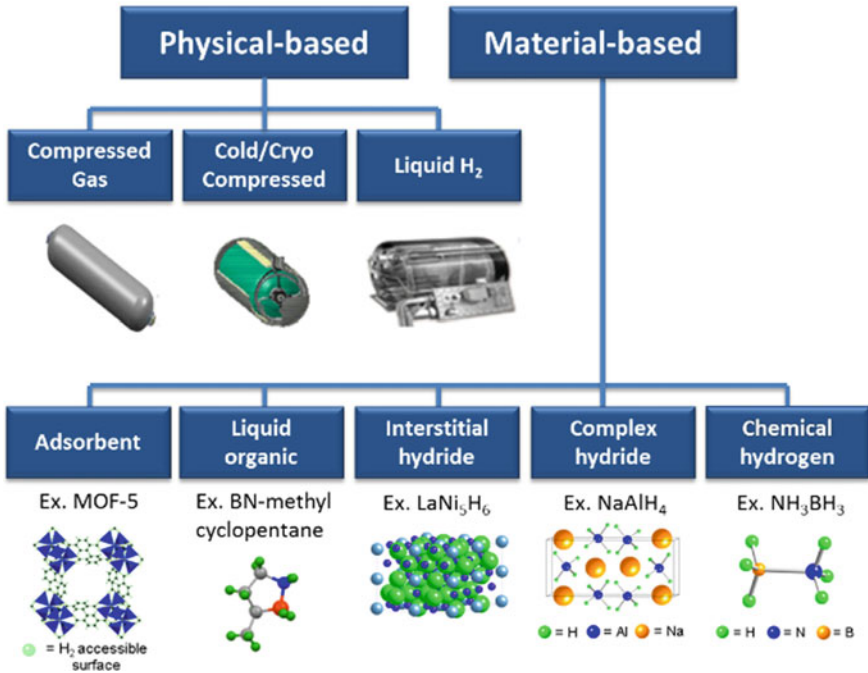 Physical-based
Material-based
Compressed
Gas
Cold/Cryo
Compressed
Liquid H₂
Adsorbent
Liquid
organic
Interstitial
hydride
Complex
hydride
Chemical
hydrogen
Ex. MOF-5
Ex. BN-methyl
cyclopentane
Ex. LaNi₅H₆
Ex. NaAlH₄
Ex. NH₃BH₃
= H₂ accessible
surface
= H = Al = Na
= H = N = B